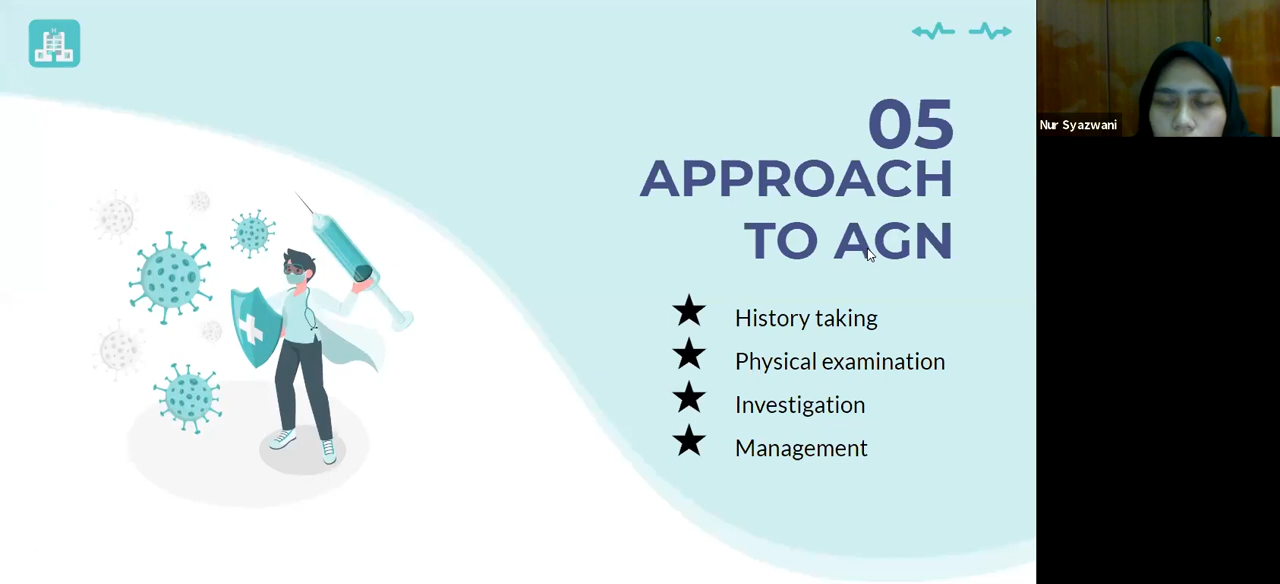 05
APPROACH
TO AGN
History taking
Physical examination
Investigation
Management
Nur Syazwani